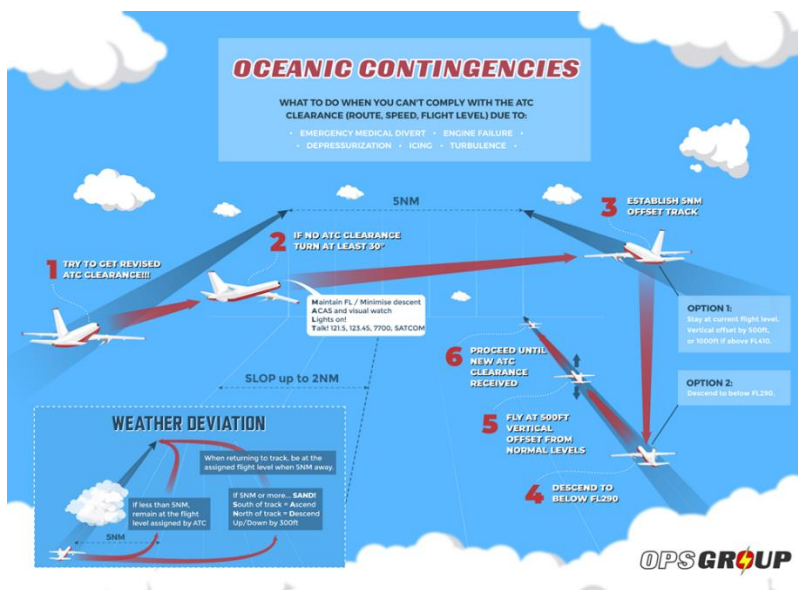 OCEANIC CONTINGENCIES
WHAT TO DO WHEN YOU CAN'T COMPLY WITH THE ATC
CLEARANCE (ROUTE, SPEED, FLIGHT LEVEL) DUE TO:
• EMERGENCY MEDICAL DIVERT • ENGINE FAILURE •
• DEPRESSURIZATION • ICING • TURBULENCE •
5NM
1 TRY TO GET REVISED
ATC CLEARANCE!!!
2 IF NO ATC CLEARANCE
TURN AT LEAST 30°
Maintain FL / Minimise descent
ACAS and visual watch
Lights on!
Talk! 121.5, 123.45, 7700, SATCOM
3 ESTABLISH 5NM
OFFSET TRACK
OPTION 1:
Stay at current flight level.
Vertical offset by 500ft,
or 1000ft if above FL410.
OPTION 2:
Descend to below FL290.
4 DESCEND TO
BELOW FL290
5 FLY AT 500FT
VERTICAL
OFFSET FROM
NORMAL LEVELS
6 PROCEED UNTIL
NEW ATC
CLEARANCE
RECEIVED
SLOP up to 2NM
WEATHER DEVIATION
When returning to track, be at the
assigned flight level when 5NM away.
If less than 5NM,
remain at the flight
level assigned by ATC
If 5NM or more... SAND!
South of track = Ascend
North of track = Descend
Up/Down by 300ft
5NM
OPSGROUP